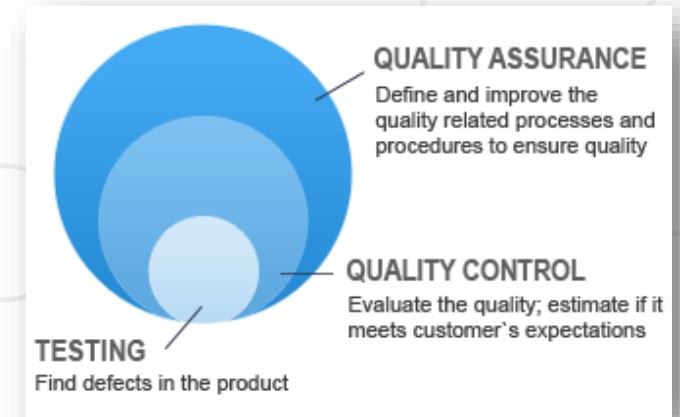 QUALITY ASSURANCE
Define and improve the
quality related processes and
procedures to ensure quality
QUALITY CONTROL
Evaluate the quality; estimate if it
meets customer`s expectations
TESTING
Find defects in the product